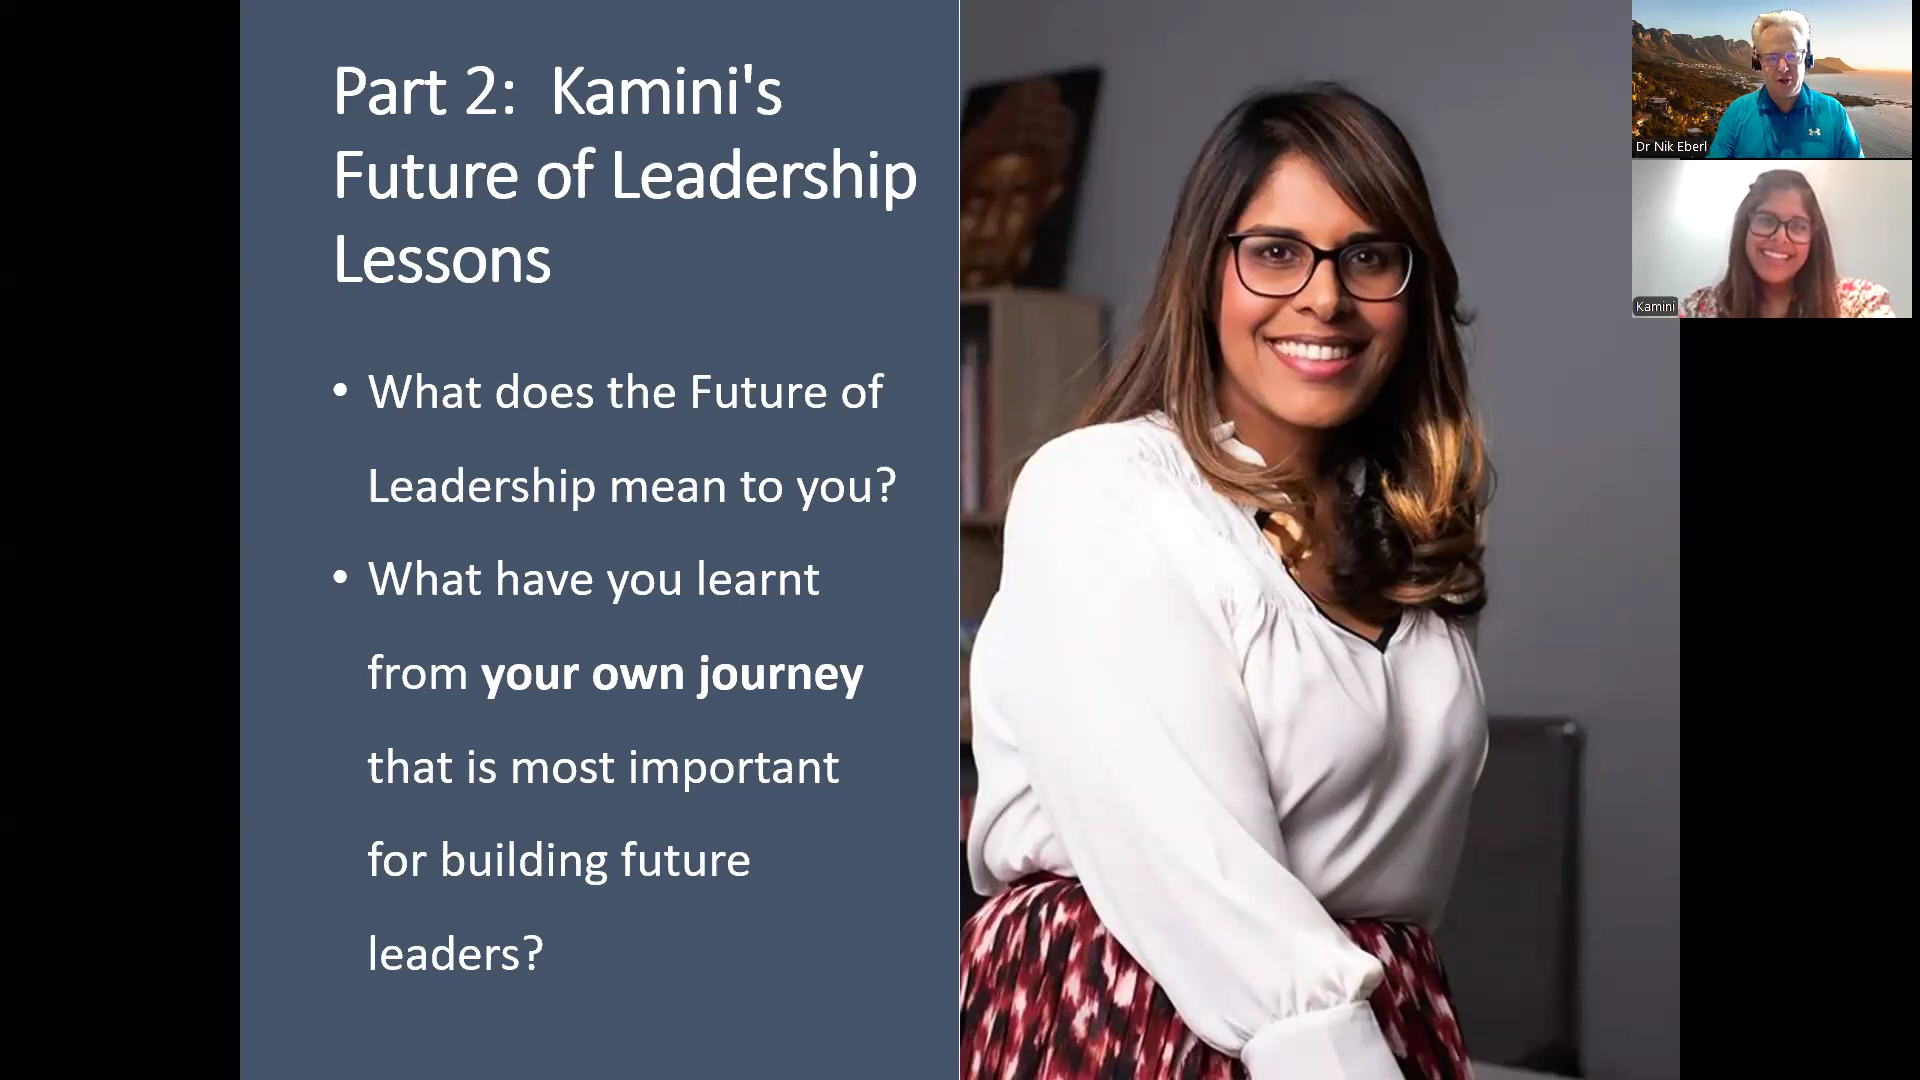 Part 2:  Kamini's
Future of Leadership
Lessons
• What does the Future of
Leadership mean to you?
• What have you learnt
from your own journey
that is most important
for building future
leaders?
Dr Nik Eberl
Kamini